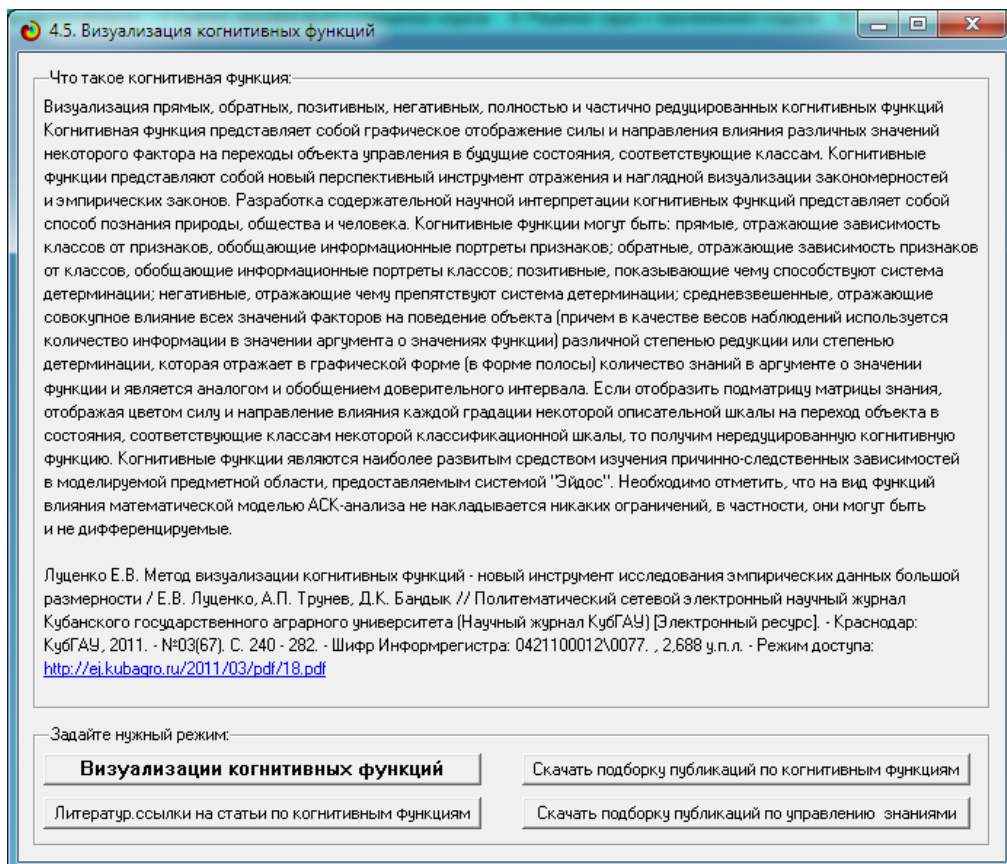 4.5. Визуализация когнитивных функций
Что такое когнитивная функция:
Визуализация прямых, обратных, позитивных, негативных, полностью и частично редуцированных когнитивных функций
Когнитивная функция представляет собой графическое отображение силы и направления влияния различных значений
некоторого фактора на переходы объекта управления в будущие состояния, соответствующие классам. Когнитивные
функции представляют собой новый перспективный инструмент отражения и наглядной визуализации закономерностей
и эмпирических законов. Разработка содержательной научной интерпретации когнитивных функций представляет собой
способ познания природы, общества и человека. Когнитивные функции могут быть: прямые, отражающие зависимость
классов от признаков, обобщающие информационные портреты признаков; обратные, отражающие зависимость признаков
от классов, обобщающие информационные портреты классов; позитивные, показывающие чему способствуют система
детерминации; негативные, отражающие чему препятствуют система детерминации; средневзвешенные, отражающие
совокупное влияние всех значений факторов на поведение объекта (причем в качестве весов наблюдений используется
количество информации в значении аргумента о значениях функции) различной степенью редукции или степенью
детерминации, которая отражает в графической форме (в форме полосы) количество знаний в аргументе о значении
функции и является аналогом и обобщением доверительного интервала. Если отобразить подматрицу матрицы знания,
отображая цветом силу и направление влияния каждой градации некоторой описательной шкалы на переход объекта в
состояния, соответствующие классам некоторой классификационной шкалы, то получим нередуцированную когнитивную
функцию. Когнитивные функции являются наиболее развитым средством изучения причинно-следственных зависимостей
в моделируемой предметной области, предоставляемым системой "Эйдос". Необходимо отметить, что на вид функций
влияния математической моделью АСК-анализа не накладывается никаких ограничений, в частности, они могут быть
и не дифференцируемые.
Луценко Е.В. Метод визуализации когнитивных функций - новый инструмент исследования эмпирических данных большой
размерности / Е.В. Луценко, А.П. Трунев, Д.К. Бандык // Политематический сетевой электронный научный журнал
Кубанского государственного аграрного университета (Научный журнал КубГАУ) [Электронный ресурс]. - Краснодар:
КубГАУ, 2011. - №03(67). С. 240 - 282. - Шифр Информрегистра: 0421100012\0077. , 2,688 у.п.л. - Режим доступа:
http://ej.kubagro.ru/2011/03/pdf/18.pdf
Задайте нужный режим:
Визуализации когнитивных функций
Скачать подборку публикаций по когнитивным функциям
Литератур.ссылки на статьи по когнитивным функциям
Скачать подборку публикаций по управлению  знаниями